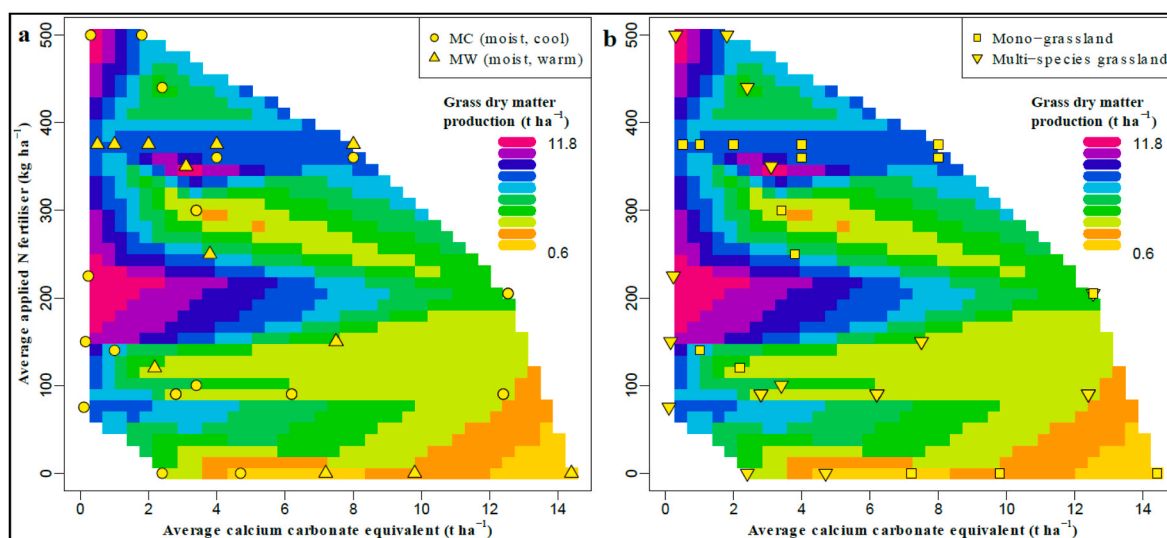 a
MC (moist, cool)
MW (moist, warm)
Grass dry matter
production (t ha⁻¹)
11.8
0.6
500
400
300
200
100
0
Average applied N fertiliser (kg ha⁻¹)
0 2 4 6 8 10 12 14
Average calcium carbonate equivalent (t ha⁻¹)
b
Mono−grassland
Multi−species grassland
Grass dry matter
production (t ha⁻¹)
11.8
0.6
500
400
300
200
100
0
0 2 4 6 8 10 12 14
Average calcium carbonate equivalent (t ha⁻¹)